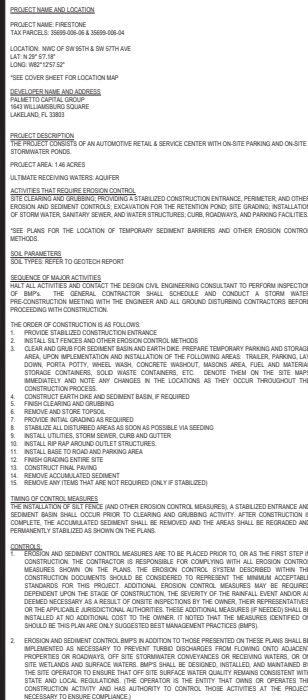 PROJECT NAME AND LOCATION
PROJECT NAME: FIRESTONE
TAX PARCELS: 35699-006-06 & 35699-006-04
LOCATION: NWC OF SW 95TH & SW 57TH AVE
LAT: N 29° 5'7.18"
LONG: W82°12'57.52"
*SEE COVER SHEET FOR LOCATION MAP
DEVELOPER NAME AND ADDRESS
PALMETTO CAPITAL GROUP
1643 WILLIAMSBURG SQUARE
LAKELAND, FL 33803
PROJECT DESCRIPTION
THE PROJECT CONSISTS OF AN AUTOMOTIVE RETAIL & SERVICE CENTER WITH ON-SITE PARKING AND ON-SITE
STORMWATER PONDS.
PROJECT AREA: 1.46 ACRES
ULTIMATE RECEIVING WATERS: AQUIFER
ACTIVITIES THAT REQUIRE EROSION CONTROL
SITE CLEARING AND GRUBBING; PROVIDING A STABILIZED CONSTRUCTION ENTRANCE, PERIMETER, AND OTHER
EROSION AND SEDIMENT CONTROLS; EXCAVATION FOR THE RETENTION POND; SITE GRADING; INSTALLATION
OF STORM WATER, SANITARY SEWER, AND WATER STRUCTURES; CURB, ROADWAYS, AND PARKING FACILITIES.
*SEE PLANS FOR THE LOCATION OF TEMPORARY SEDIMENT BARRIERS AND OTHER EROSION CONTROL
METHODS.
SOIL PARAMETERS
SOIL TYPES: REFER TO GEOTECH REPORT
SEQUENCE OF MAJOR ACTIVITIES
HALT ALL ACTIVITIES AND CONTACT THE DESIGN CIVIL ENGINEERING CONSULTANT TO PERFORM INSPECTION
OF BMP's. THE GENERAL CONTRACTOR SHALL SCHEDULE AND CONDUCT A STORM WATER
PRE-CONSTRUCTION MEETING WITH THE ENGINEER AND ALL GROUND DISTURBING CONTRACTORS BEFORE
PROCEEDING WITH CONSTRUCTION.
THE ORDER OF CONSTRUCTION IS AS FOLLOWS:
1. PROVIDE STABILIZED CONSTRUCTION ENTRANCE
2. INSTALL SILT FENCES AND OTHER EROSION CONTROL METHODS
3. CLEAR AND GRUB FOR SEDIMENT BASIN AND EARTH DIKE. PREPARE TEMPORARY PARKING AND STORAGE
AREA, UPON IMPLEMENTATION AND INSTALLATION OF THE FOLLOWING AREAS: TRAILER, PARKING, LAY
DOWN, PORTA POTTY, WHEEL WASH, CONCRETE WASHOUT, MASONS AREA, FUEL AND MATERIAL
STORAGE CONTAINERS, SOLID WASTE CONTAINERS, ETC. DENOTE THEM ON THE SITE MAPS
IMMEDIATELY AND NOTE ANY CHANGES IN THE LOCATIONS AS THEY OCCUR THROUGHOUT THE
CONSTRUCTION PROCESS.
4. CONSTRUCT EARTH DIKE AND SEDIMENT BASIN, IF REQUIRED
5. FINISH CLEARING AND GRUBBING
6. REMOVE AND STORE TOPSOIL
7. PROVIDE INITIAL GRADING AS REQUIRED
8. STABILIZE ALL DISTURBED AREAS AS SOON AS POSSIBLE VIA SEEDING
9. INSTALL UTILITIES, STORM SEWER, CURB AND GUTTER
10. INSTALL RIP RAP AROUND OUTLET STRUCTURES.
11. INSTALL BASE TO ROAD AND PARKING AREA
12. FINISH GRADING ENTIRE SITE
13. CONSTRUCT FINAL PAVING
14. REMOVE ACCUMULATED SEDIMENT
15. REMOVE ANY ITEMS THAT ARE NOT REQUIRED (ONLY IF STABILIZED)
TIMING OF CONTROL MEASURES
THE INSTALLATION OF SILT FENCE (AND OTHER EROSION CONTROL MEASURES), A STABILIZED ENTRANCE AND
SEDIMENT BASIN SHALL OCCUR PRIOR TO CLEARING AND GRUBBING ACTIVITY. AFTER CONSTRUCTION IS
COMPLETE, THE ACCUMULATED SEDIMENT SHALL BE REMOVED AND THE AREAS SHALL BE REGRADED AND
PERMANENTLY STABILIZED AS SHOWN ON THE PLANS.
CONTROLS:
1. EROSION AND SEDIMENT CONTROL MEASURES ARE TO BE PLACED PRIOR TO, OR AS THE FIRST STEP IN
CONSTRUCTION. THE CONTRACTOR IS RESPONSIBLE FOR COMPLYING WITH ALL EROSION CONTROL
MEASURES SHOWN ON THE PLANS. THE EROSION CONTROL SYSTEM DESCRIBED WITHIN THE
CONSTRUCTION DOCUMENTS SHOULD BE CONSIDERED TO REPRESENT THE MINIMUM ACCEPTABLE
STANDARDS FOR THIS PROJECT. ADDITIONAL EROSION CONTROL MEASURES MAY BE REQUIRED
DEPENDENT UPON THE STAGE OF CONSTRUCTION, THE SEVERITY OF THE RAINFALL EVENT AND/OR AS
DEEMED NECESSARY AS A RESULT OF ONSITE INSPECTIONS BY THE OWNER, THEIR REPRESENTATIVES,
OR THE APPLICABLE JURISDICTIONAL AUTHORITIES. THESE ADDITIONAL MEASURES (IF NEEDED) SHALL BE
INSTALLED AT NO ADDITIONAL COST TO THE OWNER. IT NOTED THAT THE MEASURES IDENTIFIED ON
SHOULD BE THIS PLAN ARE ONLY SUGGESTED BEST MANAGEMENT PRACTICES (BMPS).
2. EROSION AND SEDIMENT CONTROL BMP'S IN ADDITION TO THOSE PRESENTED ON THESE PLANS SHALL BE
IMPLEMENTED AS NECESSARY TO PREVENT TURBID DISCHARGES FROM FLOWING ONTO ADJACENT
PROPERTIES OR ROADWAYS, OFF SITE STORMWATER CONVEYANCES OR RECEIVING WATERS, OR ON
SITE WETLANDS AND SURFACE WATERS. BMP'S SHALL BE DESIGNED, INSTALLED, AND MAINTAINED BY
THE SITE OPERATOR TO ENSURE THAT OFF SITE SURFACE WATER QUALITY REMAINS CONSISTENT WITH
STATE AND LOCAL REGULATIONS. (THE OPERATOR IS THE ENTITY THAT OWNS OR OPERATES THE
CONSTRUCTION ACTIVITY AND HAS AUTHORITY TO CONTROL THOSE ACTIVITIES AT THE PROJECT
NECESSARY TO ENSURE COMPLIANCE.)